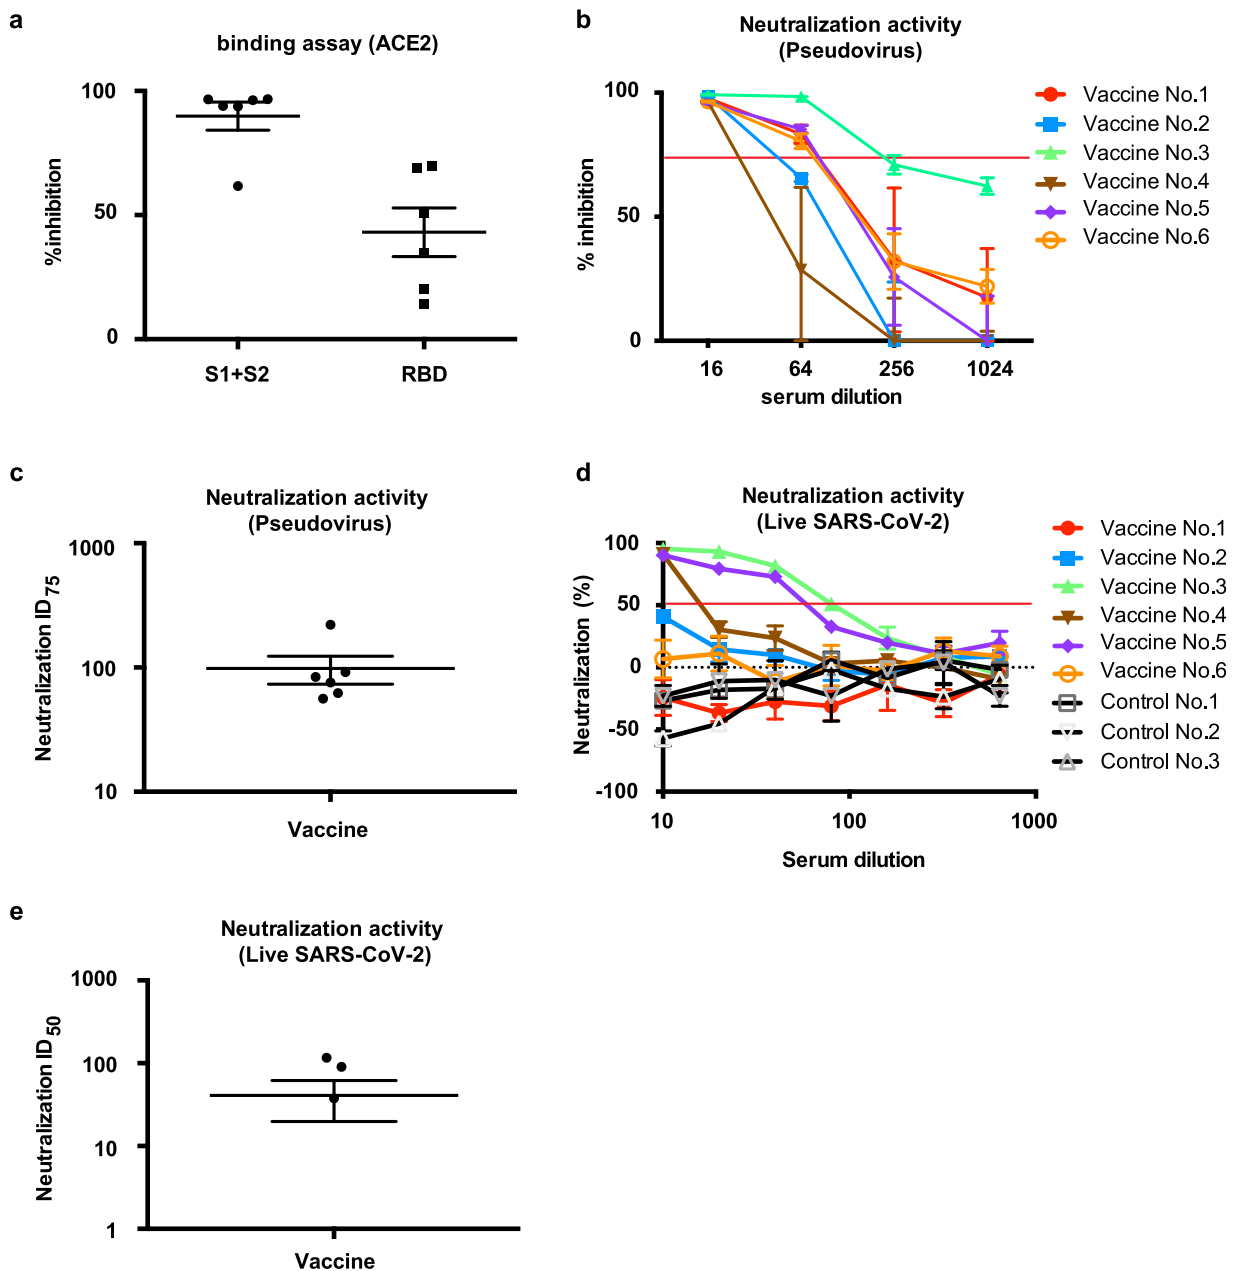 a
binding assay (ACE2)
%inhibition
100
50
0
S1+S2
RBD
b
Neutralization activity
(Pseudovirus)
% inhibition
100
50
0
16
64
256
1024
serum dilution
Vaccine No.1
Vaccine No.2
Vaccine No.3
Vaccine No.4
Vaccine No.5
Vaccine No.6
c
Neutralization activity
(Pseudovirus)
Neutralization ID75
1000
100
10
Vaccine
d
Neutralization activity
(Live SARS-CoV-2)
Neutralization (%)
100
50
0
-50
-100
10
100
1000
Serum dilution
Vaccine No.1
Vaccine No.2
Vaccine No.3
Vaccine No.4
Vaccine No.5
Vaccine No.6
Control No.1
Control No.2
Control No.3
e
Neutralization activity
(Live SARS-CoV-2)
Neutralization ID50
1000
100
10
1
Vaccine